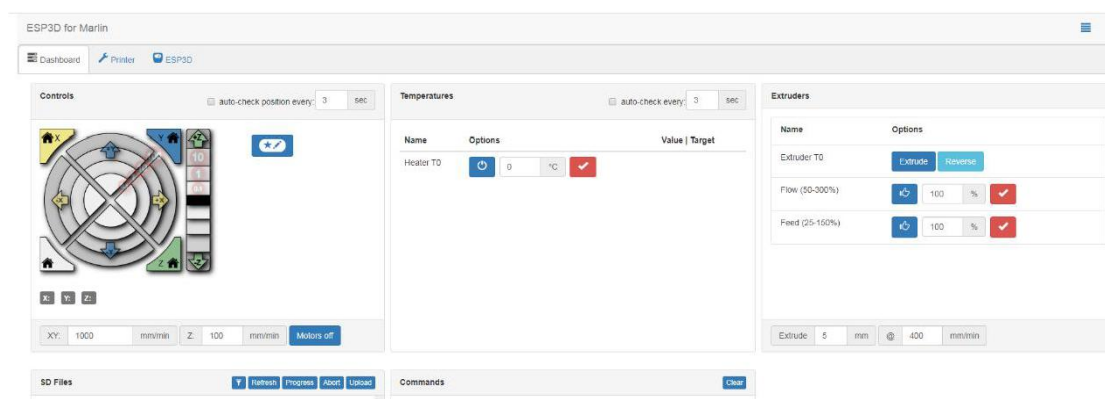 ESP3D for Marlin
Dashboard Printer ESP3D
Controls auto-check position every: 3 sec
X Y +Z
10
1
0.1
-X +X
-Y
Z -Z
X: Y: Z:
XY: 1000 mm/min Z: 100 mm/min Motors off
Temperatures auto-check every: 3 sec
Name Options Value | Target
Heater T0 0 °C
Extruders
Name Options
Extruder T0 Extrude Reverse
Flow (50-300%) 100 %
Feed (25-150%) 100 %
Extrude 5 mm @ 400 mm/min
SD Files Refresh Progress Abort Upload
Commands Clear